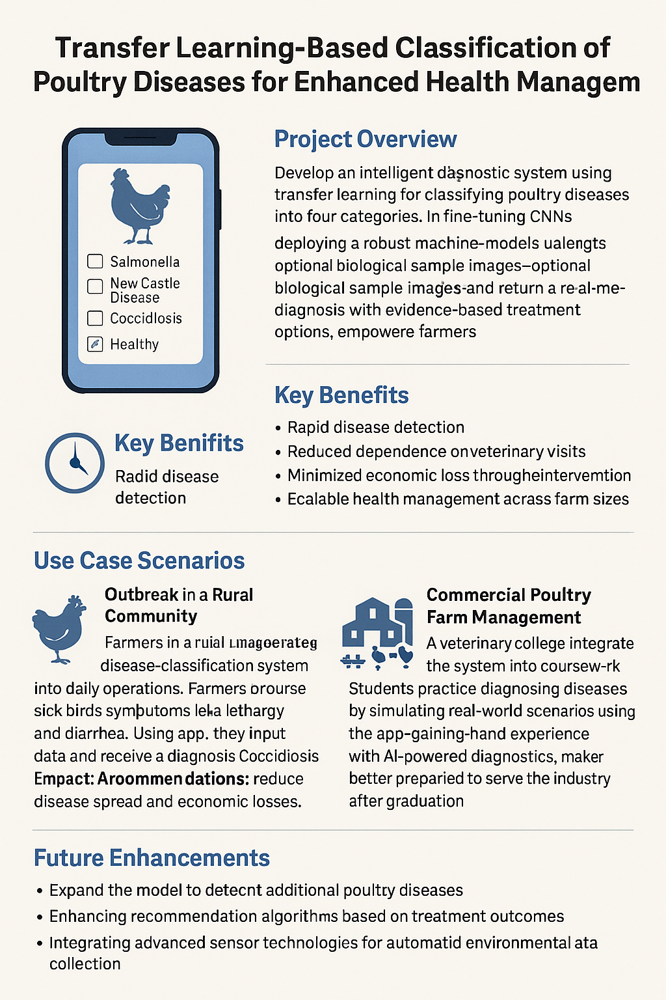 Transfer Learning-Based Classification of
Poultry Diseases for Enhanced Health Managem
Salmonella
New Castle
Disease
Coccidlosis
Healthy
Project Overview
Develop an intelligent dasnostic system using
transfer learning for classifying poultry diseases
into four categories. In fine-tuning CNNs
deploying a robust machine-models ualengts
optional biological sample images–optional
blological sample images-and return a re-al-me-
diagnosis with evidence-based treatment
options, empowere farmers
Key Benefits
• Rapid disease detection
• Reduced dependence onveterinary visits
• Minimized economic loss througheintervemtion
• Ecalable health management acrass farm sizes
Key Benifits
Radid disease
detection
Use Case Scenarios
Outbreak in a Rural
Community
Farmers in a
disease-classification system
into daily operations. Farmers brourse
sick birds symputoms lethargy
and diarrhea. Using app. they input
data and receive a diagnosis Coccidiosis
Empact: Aroommendations: reduce
disease spread and economic losses.
Commercial Poultry
Farm Management
A veterinary college integrate
the system into coursew-rk
Students practice diagnosing diseases
by simulating real-world scenarios using
the app-gaining-hand experience
with AI-powered diagnostics, maker
better preparied to serve the industry
after graduation
Future Enhancements
• Expand the model to detecnt additional poultry diseases
• Enhancing recommendation algorithms based on treatment outcomes
• Integrating advanced sensor technologies for automatid environmental ata
collection